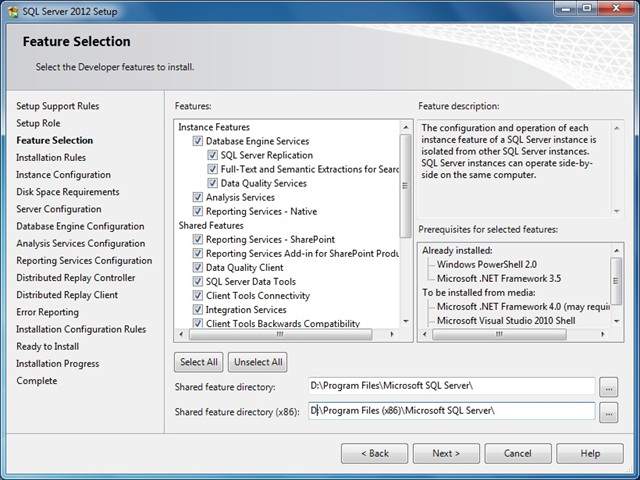 SQL Server 2012 Setup
Feature Selection
Select the Developer features to install.
Setup Support Rules
Setup Role
Feature Selection
Installation Rules
Instance Configuration
Disk Space Requirements
Server Configuration
Database Engine Configuration
Analysis Services Configuration
Reporting Services Configuration
Distributed Replay Controller
Distributed Replay Client
Error Reporting
Installation Configuration Rules
Ready to Install
Installation Progress
Complete
Features:
Instance Features
Database Engine Services
SQL Server Replication
Full-Text and Semantic Extractions for Searc
Data Quality Services
Analysis Services
Reporting Services - Native
Shared Features
Reporting Services - SharePoint
Reporting Services Add-in for SharePoint Produ
Data Quality Client
SQL Server Data Tools
Client Tools Connectivity
Integration Services
Client Tools Backwards Compatibility
Feature description:
The configuration and operation of each
instance feature of a SQL Server instance is
isolated from other SQL Server instances.
SQL Server instances can operate side-by-
side on the same computer.
Prerequisites for selected features:
Already installed:
Windows PowerShell 2.0
Microsoft .NET Framework 3.5
To be installed from media:
Microsoft .NET Framework 4.0 (may requir
Microsoft Visual Studio 2010 Shell
Select All
Unselect All
Shared feature directory:
D:\Program Files\Microsoft SQL Server\
...
Shared feature directory (x86):
D:\Program Files (x86)\Microsoft SQL Server\
...
< Back
Next >
Cancel
Help